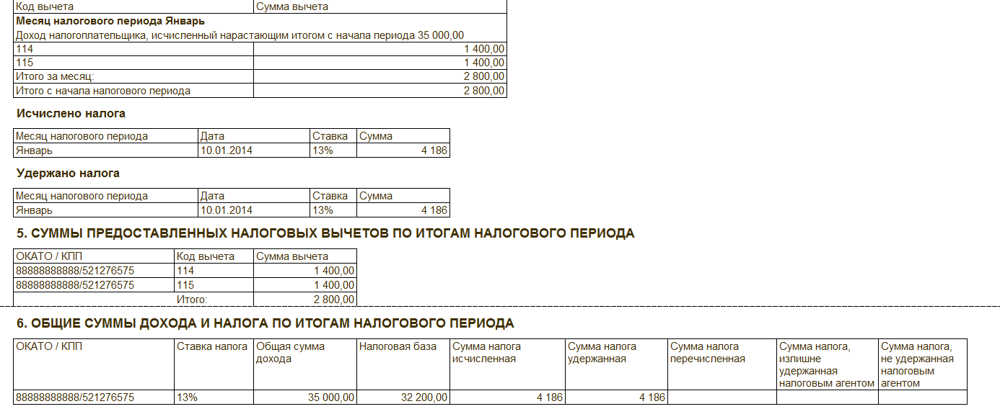 Код вычета Сумма вычета
Месяц налогового периода Январь
Доход налогоплательщика, исчисленный нарастающим итогом с начала периода 35 000,00
114 1 400,00
115 1 400,00
Итого за месяц: 2 800,00
Итого с начала налогового периода 2 800,00
Исчислено налога
Месяц налогового периода Дата Ставка Сумма
Январь 10.01.2014 13% 4 186
Удержано налога
Месяц налогового периода Дата Ставка Сумма
Январь 10.01.2014 13% 4 186
5. СУММЫ ПРЕДОСТАВЛЕННЫХ НАЛОГОВЫХ ВЫЧЕТОВ ПО ИТОГАМ НАЛОГОВОГО ПЕРИОДА
ОКАТО / КПП Код вычета Сумма вычета
88888888888/521276575 114 1 400,00
88888888888/521276575 115 1 400,00
Итого: 2 800,00
6. ОБЩИЕ СУММЫ ДОХОДА И НАЛОГА ПО ИТОГАМ НАЛОГОВОГО ПЕРИОДА
ОКАТО / КПП Ставка налога Общая сумма Налоговая база Сумма налога Сумма налога Сумма налога Сумма налога, Сумма налога,
дохода исчисленная удержанная перечисленная излишне не удержанная
удержанная налоговым
налоговым агентом агентом
88888888888/521276575 13% 35 000,00 32 200,00 4 186 4 186